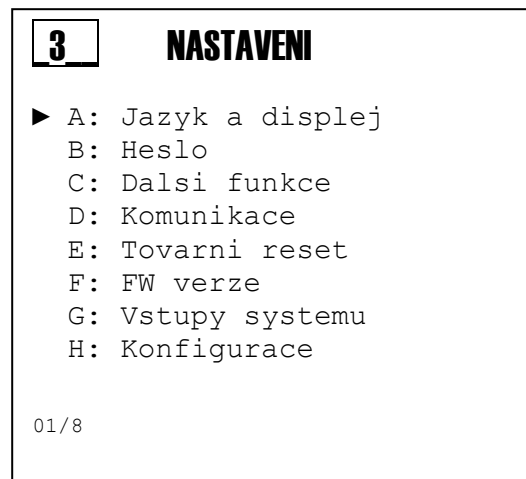 3 NASTAVENI
► A: Jazyk a displej
B: Heslo
C: Dalsi funkce
D: Komunikace
E: Tovarni reset
F: FW verze
G: Vstupy systemu
H: Konfigurace
01/8